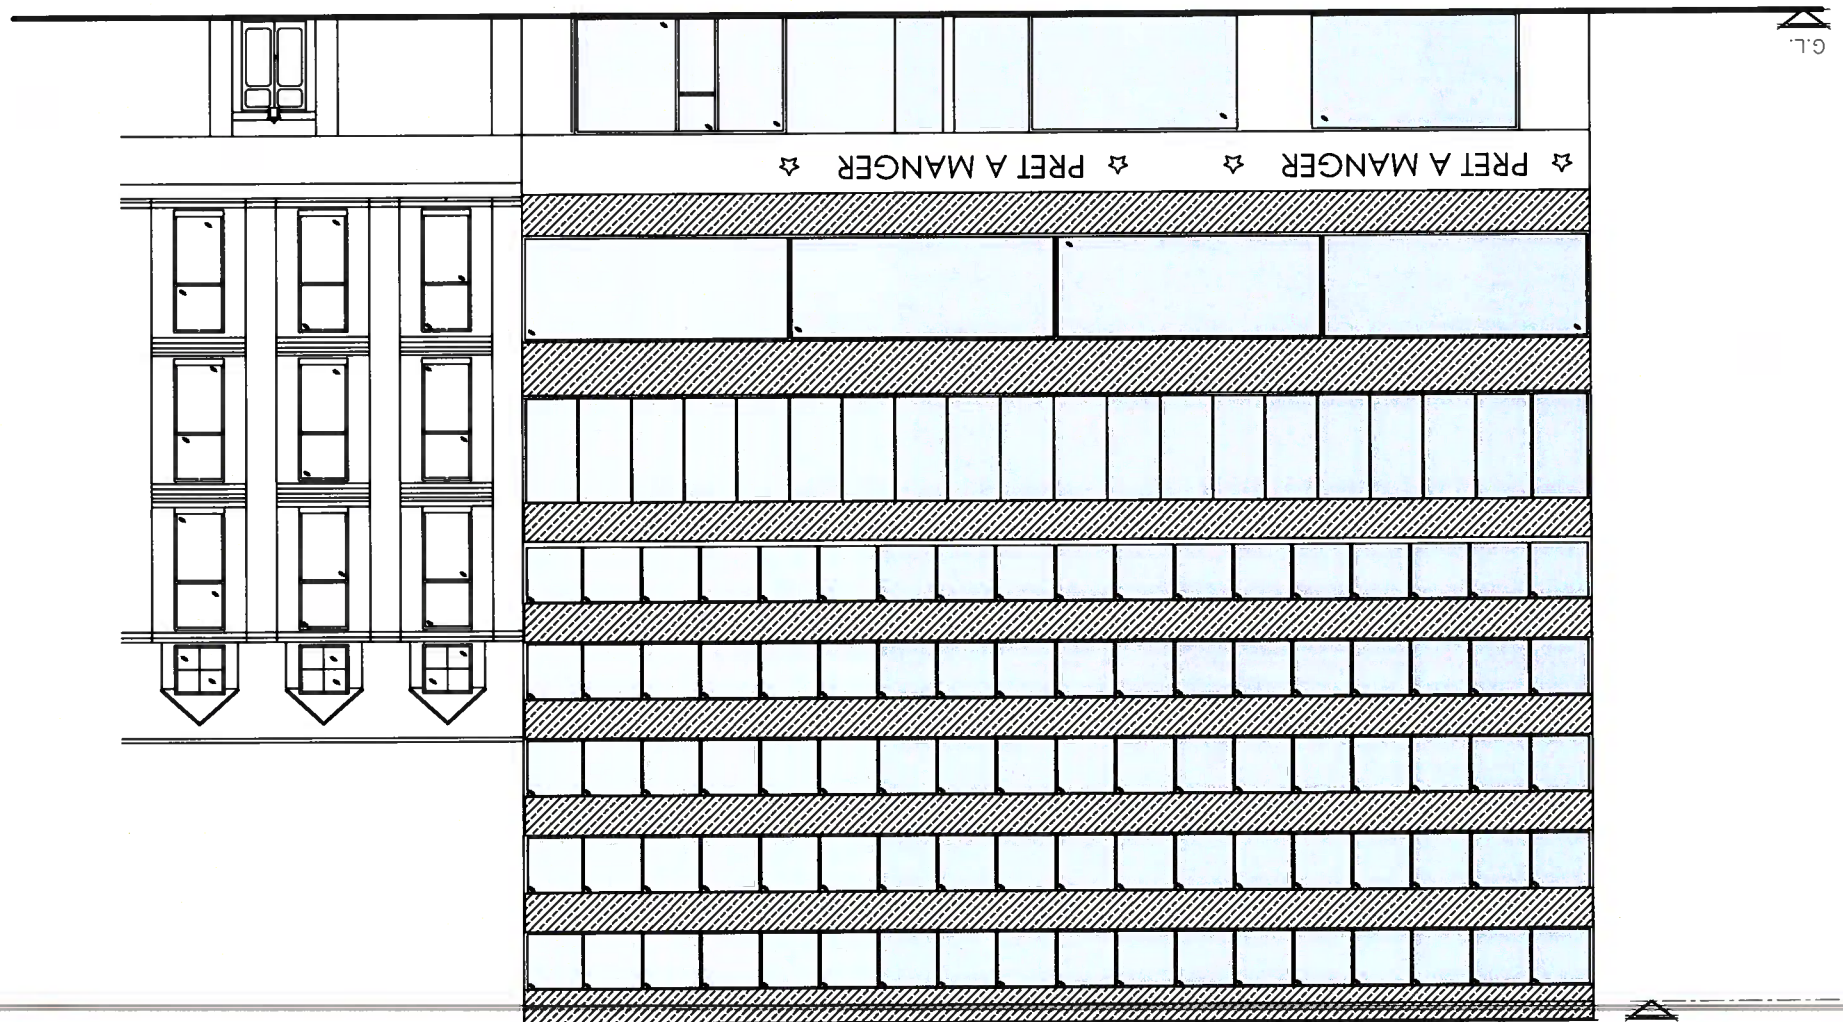 ☆ PRET A MANGER ☆ ☆ PRET A MANGER ☆
G.L.